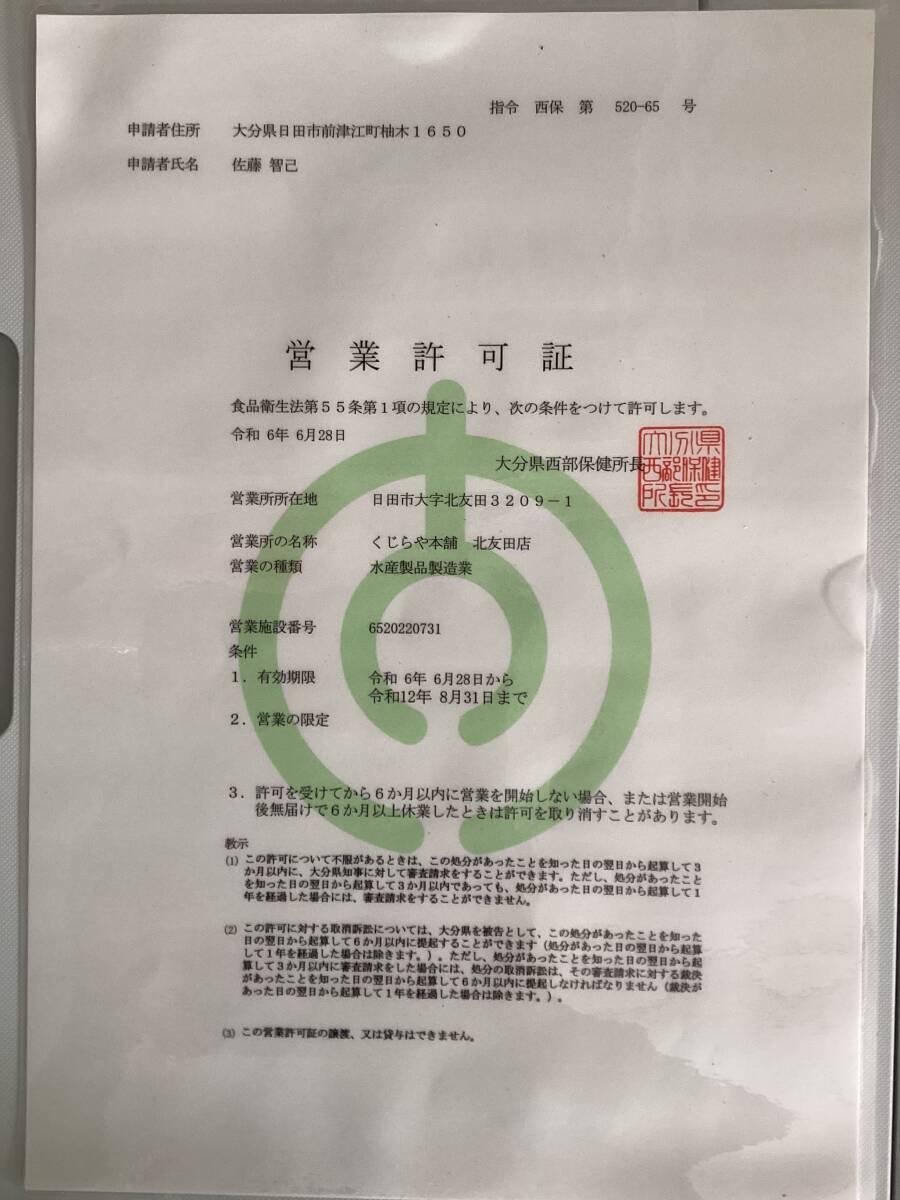 指令 西保 第 520-65 号
申請者住所 大分県日田市前津江町柚木１６５０
申請者氏名 佐藤 智己
営業許可証
食品衛生法第５５条第１項の規定により、次の条件をつけて許可します。
令和 6年 6月28日
大分県西部保健所長
大分県
西部保健
所長之印
営業所所在地 日田市大字北友田３２０９－１
営業所の名称 くじらや本舗 北友田店
営業の種類 水産製品製造業
営業施設番号 6520220731
条件
１．有効期限 令和 6年 6月28日から
令和12年 8月31日まで
２．営業の限定
３．許可を受けてから６か月以内に営業を開始しない場合、または営業開始
後無届けで６か月以上休業したときは許可を取り消すことがあります。
教示
(1) この許可について不服があるときは、この処分があったことを知った日の翌日から起算して３
か月以内に、大分県知事に対して審査請求をすることができます。ただし、処分があったこと
を知った日の翌日から起算して３か月以内であっても、処分があった日の翌日から起算して１
年を経過した場合には、審査請求をすることができません。
(2) この許可に対する取消訴訟については、大分県を被告として、この処分があったことを知った
日の翌日から起算して６か月以内に提起することができます（処分があった日の翌日から起算
して１年を経過した場合は除きます。）。ただし、処分があったことを知った日の翌日から起
算して３か月以内に審査請求をした場合には、処分の取消訴訟は、その審査請求に対する裁決
があったことを知った日の翌日から起算して６か月以内に提起しなければなりません（裁決が
あった日の翌日から起算して１年を経過した場合は除きます。）。
(3) この営業許可証の譲渡、又は貸与はできません。